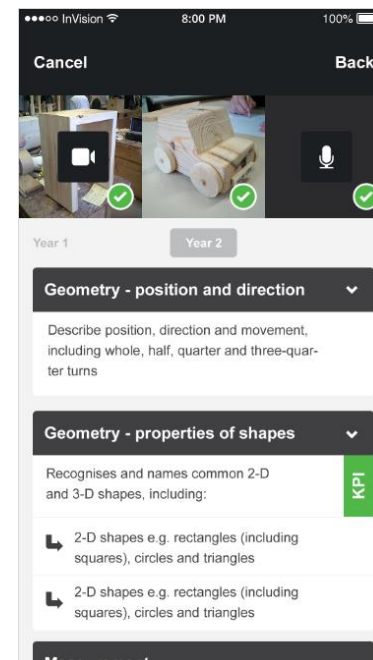 InVision 8:00 PM 100%
Cancel Back
Year 1 Year 2
Geometry - position and direction
Describe position, direction and movement,
including whole, half, quarter and three-quar-
ter turns
Geometry - properties of shapes
Recognises and names common 2-D
and 3-D shapes, including:
KPI
2-D shapes e.g. rectangles (including
squares), circles and triangles
2-D shapes e.g. rectangles (including
squares), circles and triangles